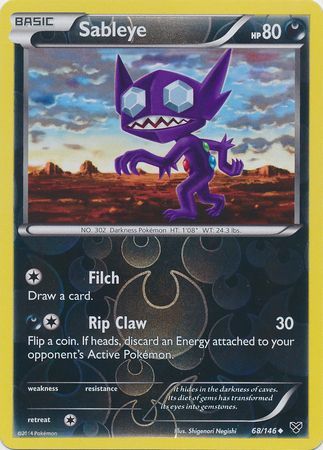 BASIC
Sableye
HP80
NO. 302 Darkness Pokémon HT: 1'08" WT: 24.3 lbs.
Filch
Draw a card.
Rip Claw 30
Flip a coin. If heads, discard an Energy attached to your
opponent's Active Pokémon.
weakness resistance
retreat
It hides in the darkness of caves.
Its diet of gems has transformed
its eyes into gemstones.
©2014 Pokémon
Illus. Shigenori Negishi
68/146
XY